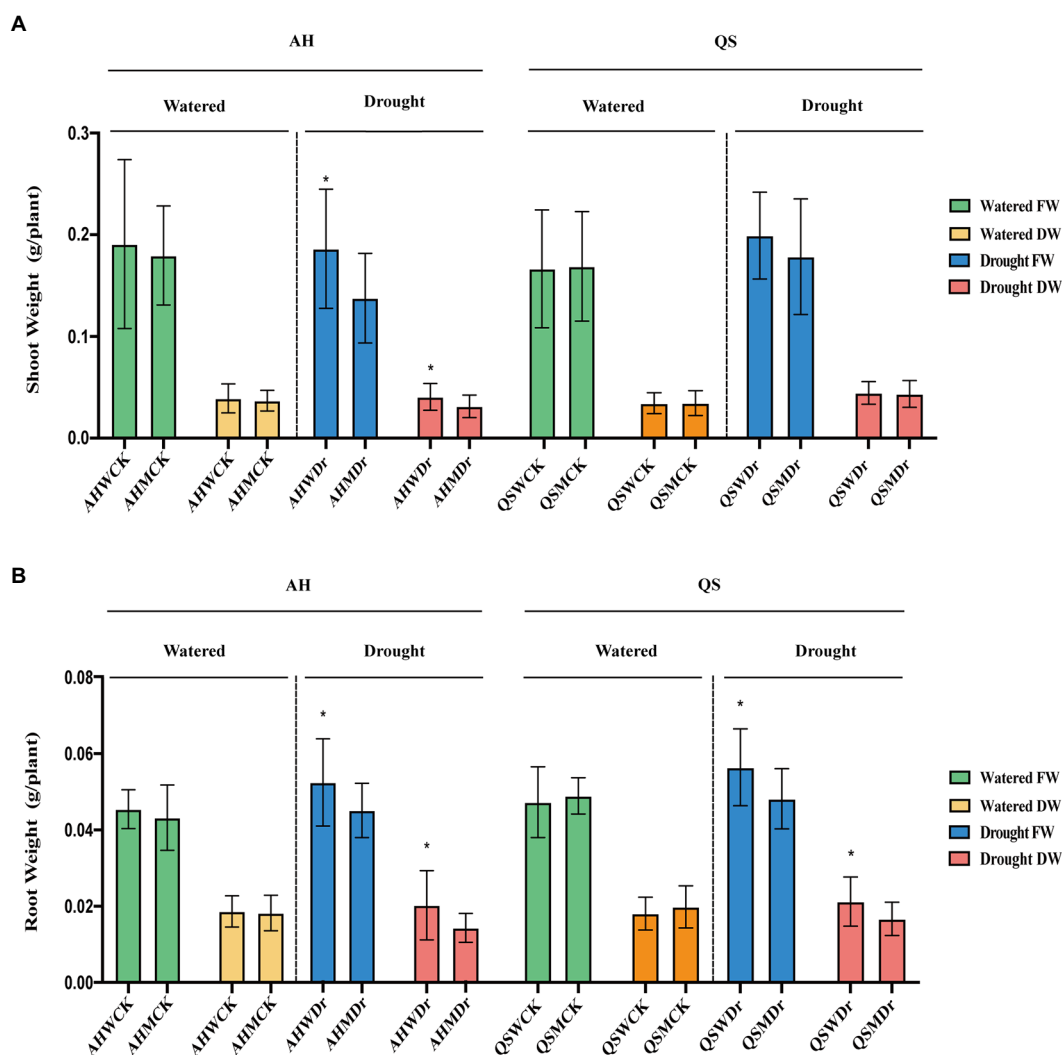 A
AH
QS
Watered
Drought
Watered
Drought
Shoot Weight (g/plant)
0.3
0.2
0.1
0.0
*
*
AHWCK
AHMCK
AHWCK
AHMCK
AHWDr
AHMDr
AHWDr
AHMDr
QSWCK
QSMCK
QSWCK
QSMCK
QSWDr
QSMDr
QSWDr
QSMDr
Watered FW
Watered DW
Drought FW
Drought DW
B
AH
QS
Watered
Drought
Watered
Drought
Root Weight (g/plant)
0.08
0.06
0.04
0.02
0.00
*
*
*
*
AHWCK
AHMCK
AHWCK
AHMCK
AHWDr
AHMDr
AHWDr
AHMDr
QSWCK
QSMCK
QSWCK
QSMCK
QSWDr
QSMDr
QSWDr
QSMDr
Watered FW
Watered DW
Drought FW
Drought DW